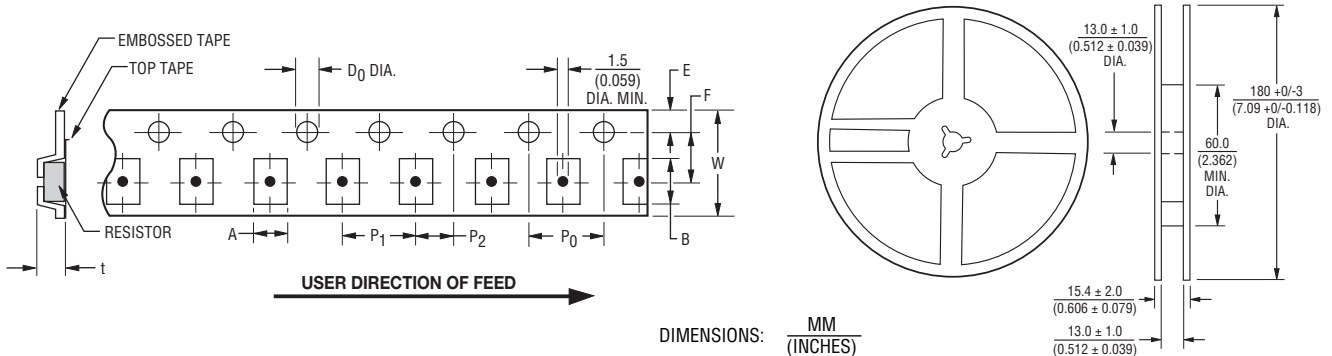 EMBOSSED TAPE
TOP TAPE
D0 DIA.
1.5
(0.059)
DIA. MIN.
E
F
W
B
A
P1
P2
P0
RESISTOR
t
USER DIRECTION OF FEED
DIMENSIONS: MM
(INCHES)
13.0 ± 1.0
(0.512 ± 0.039)
DIA.
180 +0/-3
(7.09 +0/-0.118)
DIA.
60.0
(2.362)
MIN.
DIA.
15.4 ± 2.0
(0.606 ± 0.079)
13.0 ± 1.0
(0.512 ± 0.039)